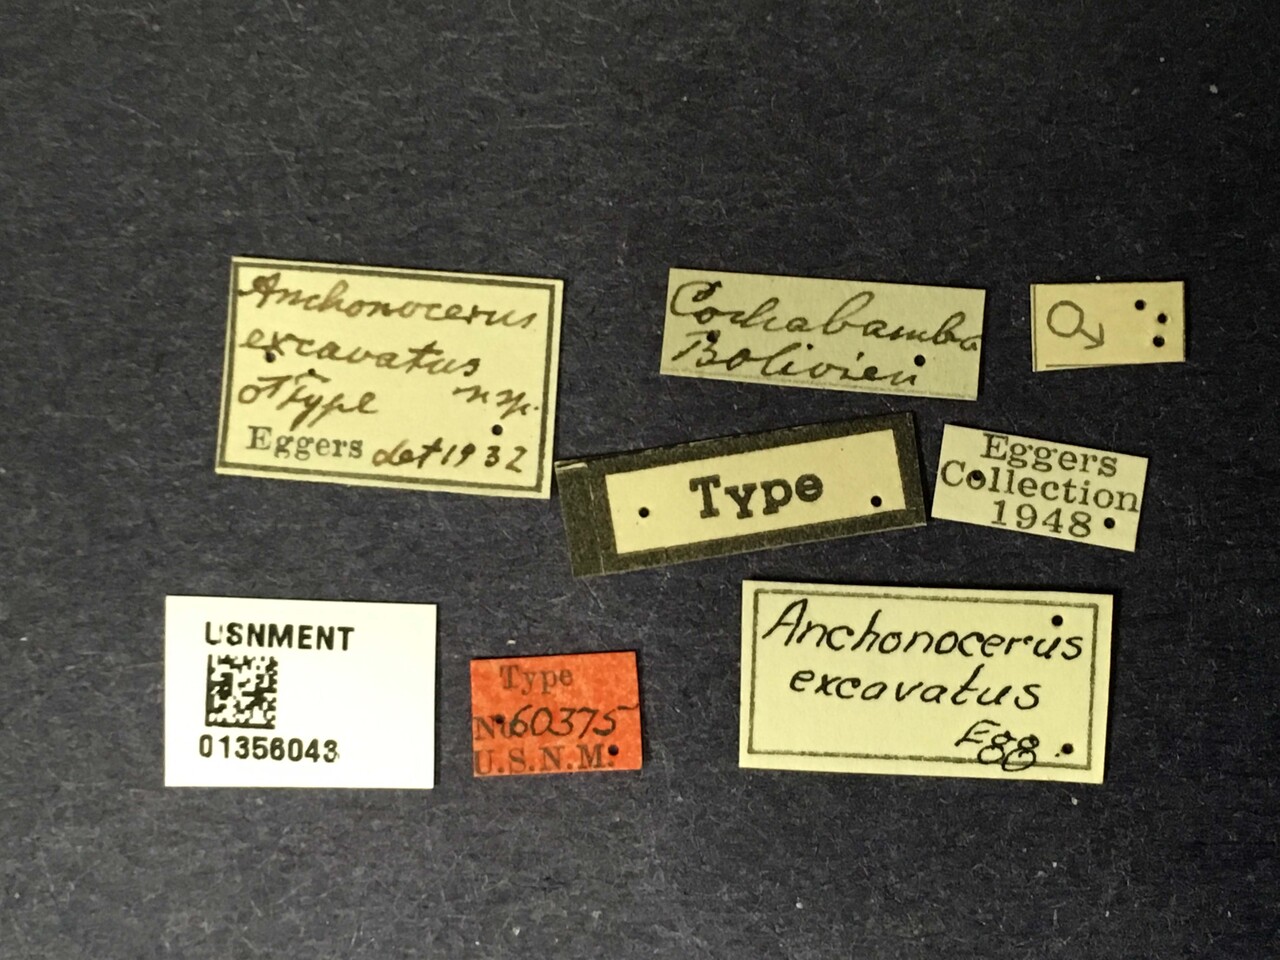 Anchonocerus
excavatus
♂ Type n. sp.
Eggers det 1932
Cochabamba
Bolivien
♂
Type
Eggers
Collection
1948
USNMENT
01356043
Type
No 60375
U.S.N.M.
Anchonocerus
excavatus
Egg.